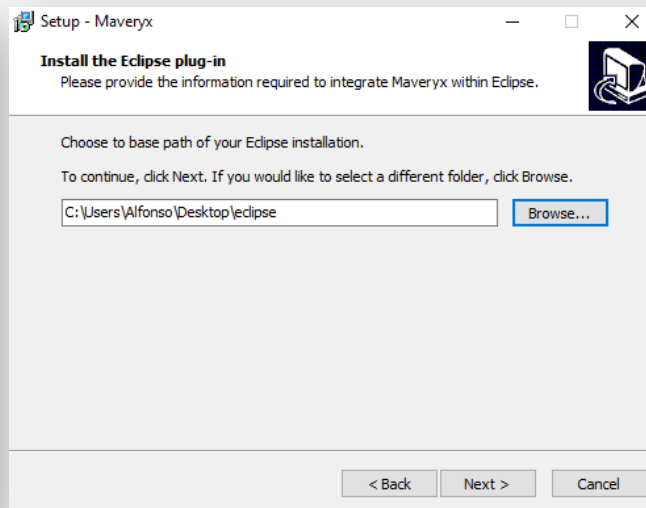 Setup - Maveryx
Install the Eclipse plug-in
Please provide the information required to integrate Maveryx within Eclipse.
Choose to base path of your Eclipse installation.
To continue, click Next. If you would like to select a different folder, click Browse.
C:\Users\Alfonso\Desktop\eclipse
Browse...
< Back
Next >
Cancel